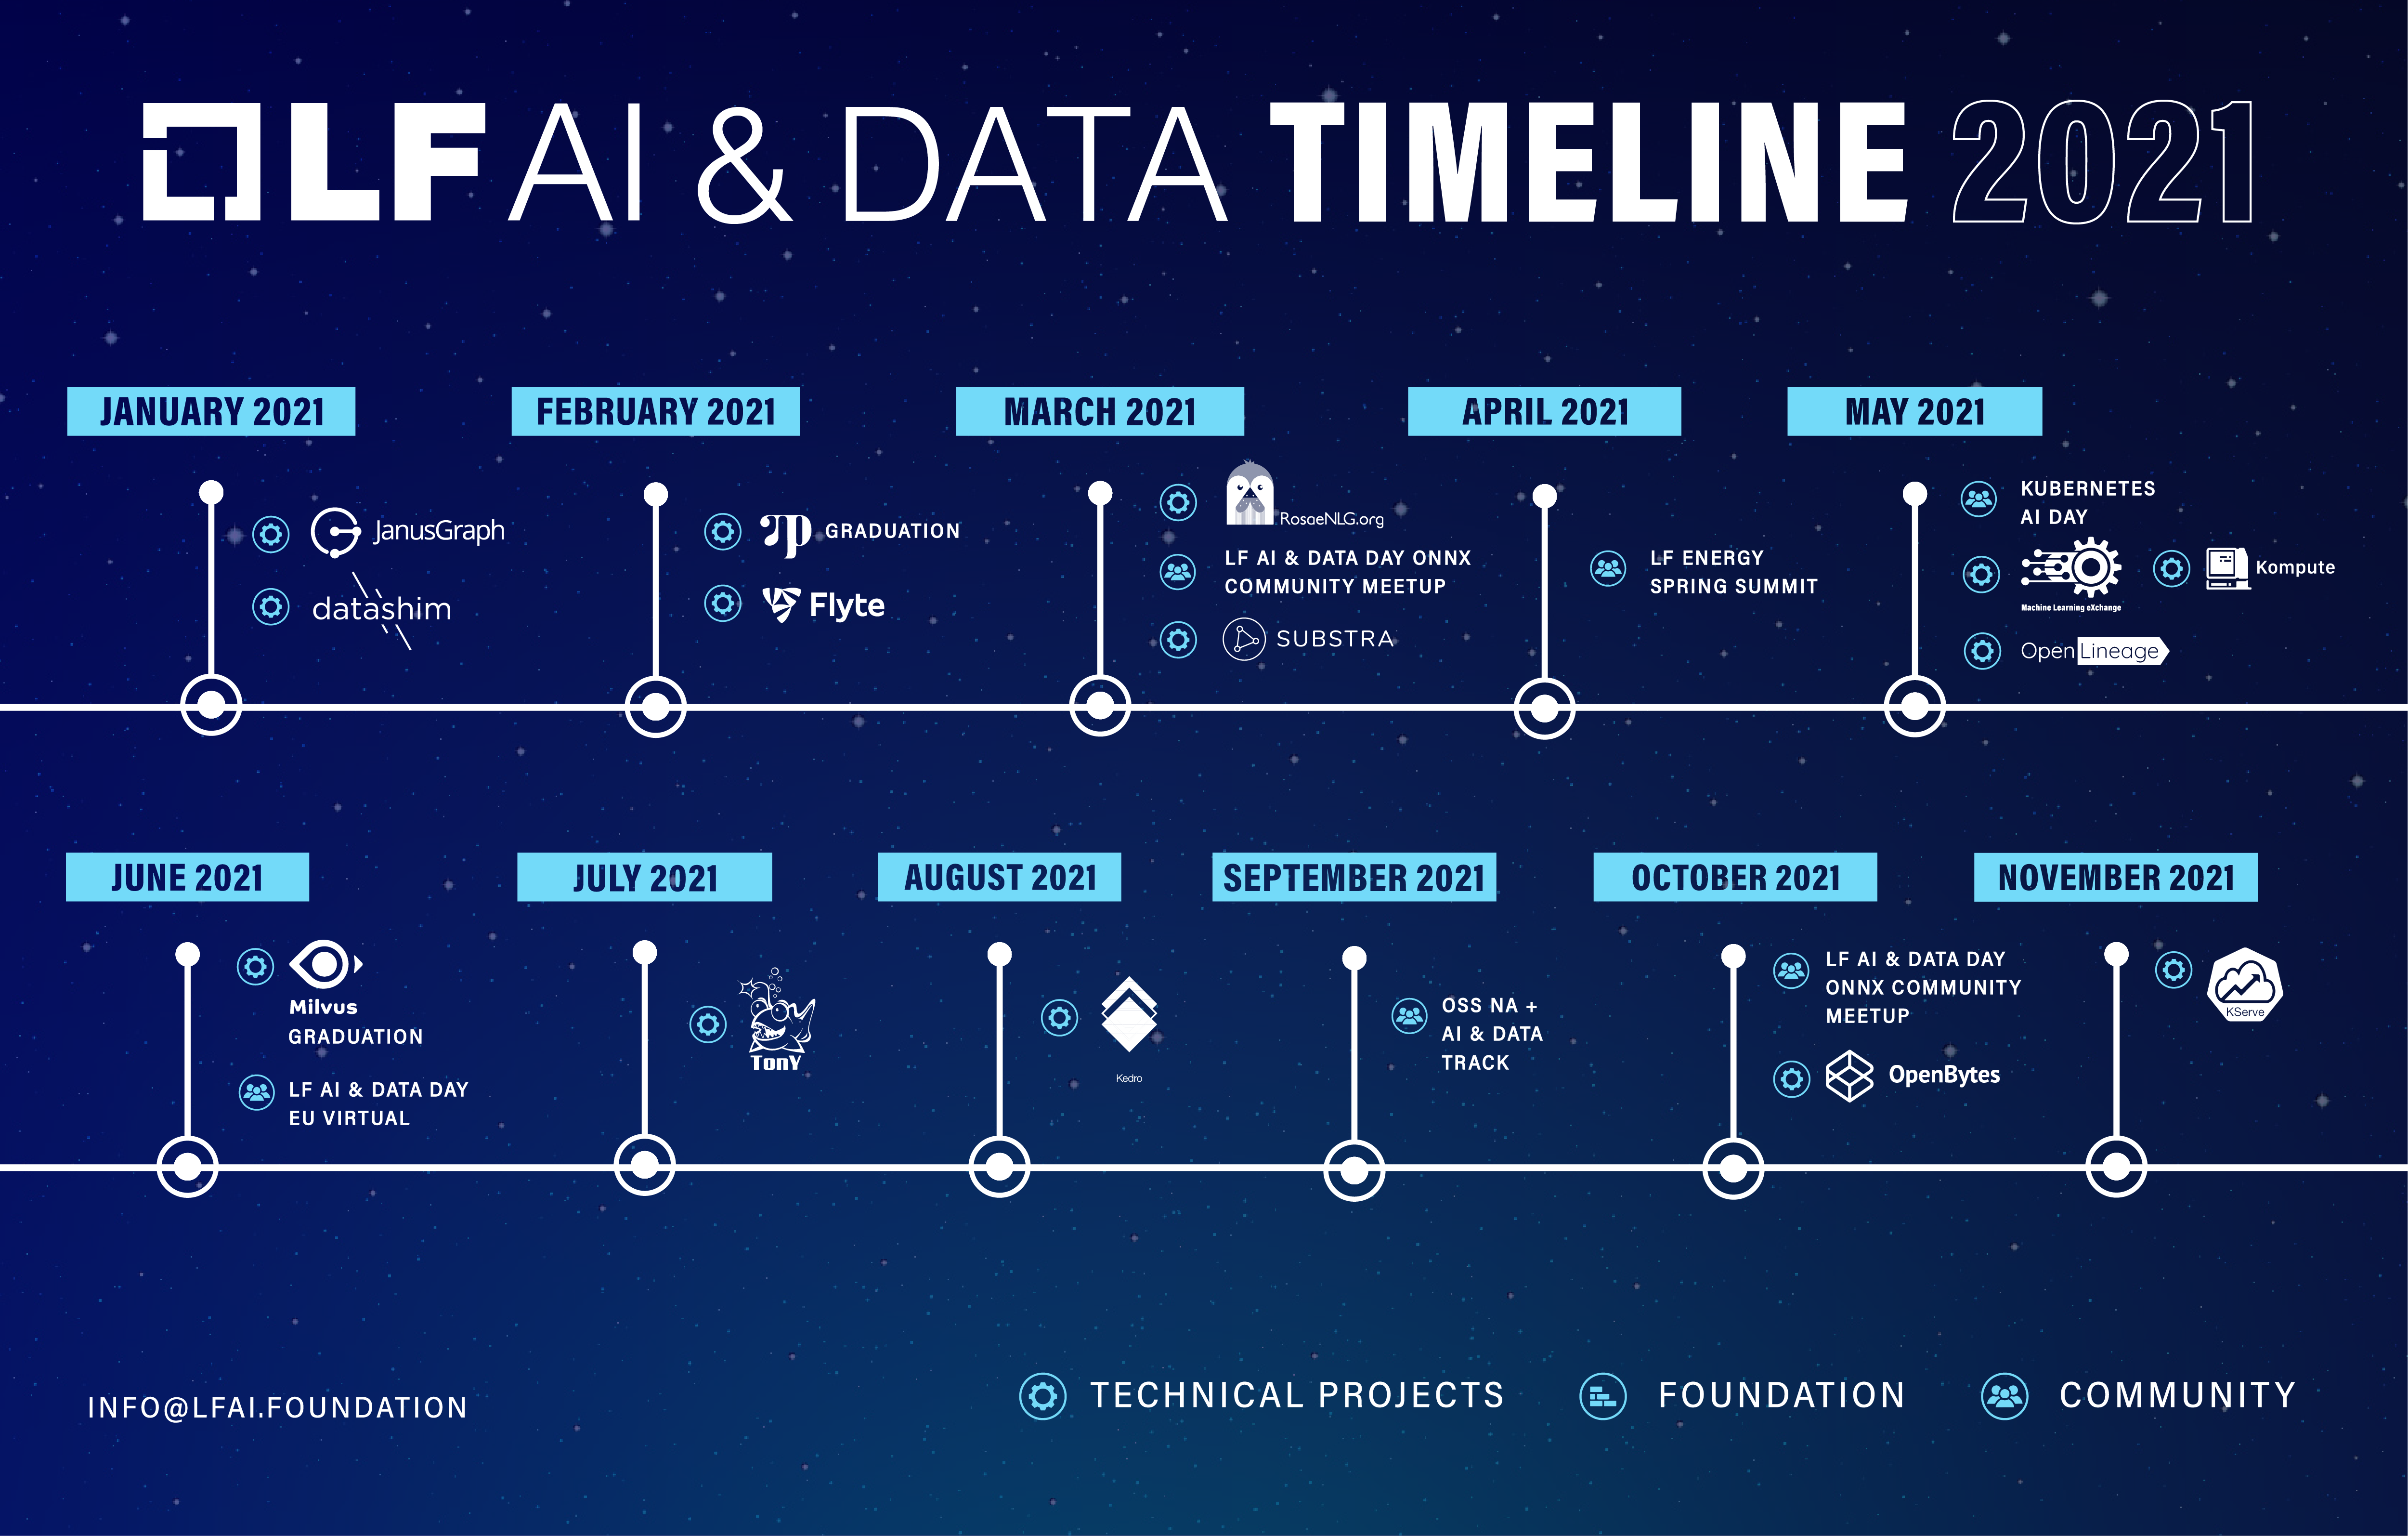 LF AI & DATA TIMELINE 2021
JANUARY 2021
JanusGraph
datashim
FEBRUARY 2021
GRADUATION
Flyte
MARCH 2021
RosaeNLG.org
LF AI & DATA DAY ONNX
COMMUNITY MEETUP
SUBSTRA
APRIL 2021
LF ENERGY
SPRING SUMMIT
MAY 2021
KUBERNETES
AI DAY
Machine Learning eXchange
Kompute
OpenLineage
JUNE 2021
Milvus
GRADUATION
LF AI & DATA DAY
EU VIRTUAL
JULY 2021
TonY
AUGUST 2021
Kedro
SEPTEMBER 2021
OSS NA +
AI & DATA
TRACK
OCTOBER 2021
LF AI & DATA DAY
ONNX COMMUNITY
MEETUP
OpenBytes
NOVEMBER 2021
KServe
INFO@LFAI.FOUNDATION
TECHNICAL PROJECTS
FOUNDATION
COMMUNITY